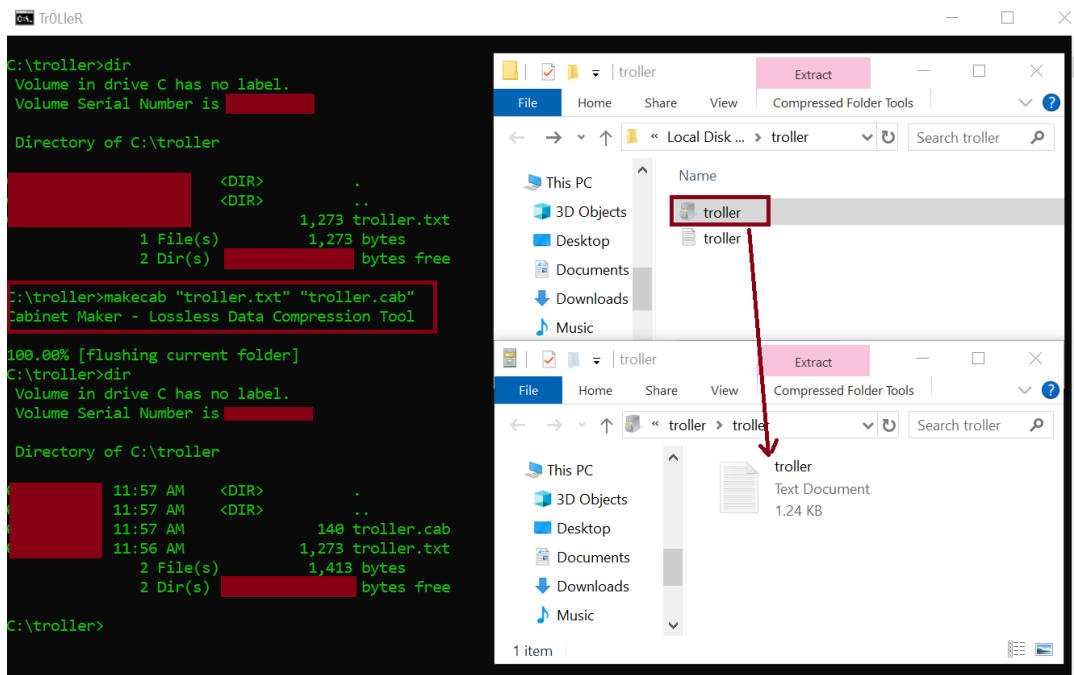 Tr0LleR
C:\troller>dir
Volume in drive C has no label.
Volume Serial Number is
Directory of C:\troller
<DIR> .
<DIR> ..
1,273 troller.txt
1 File(s) 1,273 bytes
2 Dir(s) bytes free
C:\troller>makecab "troller.txt" "troller.cab"
Cabinet Maker - Lossless Data Compression Tool
100.00% [flushing current folder]
C:\troller>dir
Volume in drive C has no label.
Volume Serial Number is
Directory of C:\troller
11:57 AM <DIR> .
11:57 AM <DIR> ..
11:57 AM 140 troller.cab
11:56 AM 1,273 troller.txt
2 File(s) 1,413 bytes
2 Dir(s) bytes free
C:\troller>
troller Extract
File Home Share View Compressed Folder Tools
« Local Disk ... > troller Search troller
This PC
3D Objects
Desktop
Documents
Downloads
Music
Name
troller
troller
troller Extract
File Home Share View Compressed Folder Tools
« troller > troller Search troller
This PC
3D Objects
Desktop
Documents
Downloads
Music
troller
Text Document
1.24 KB
1 item